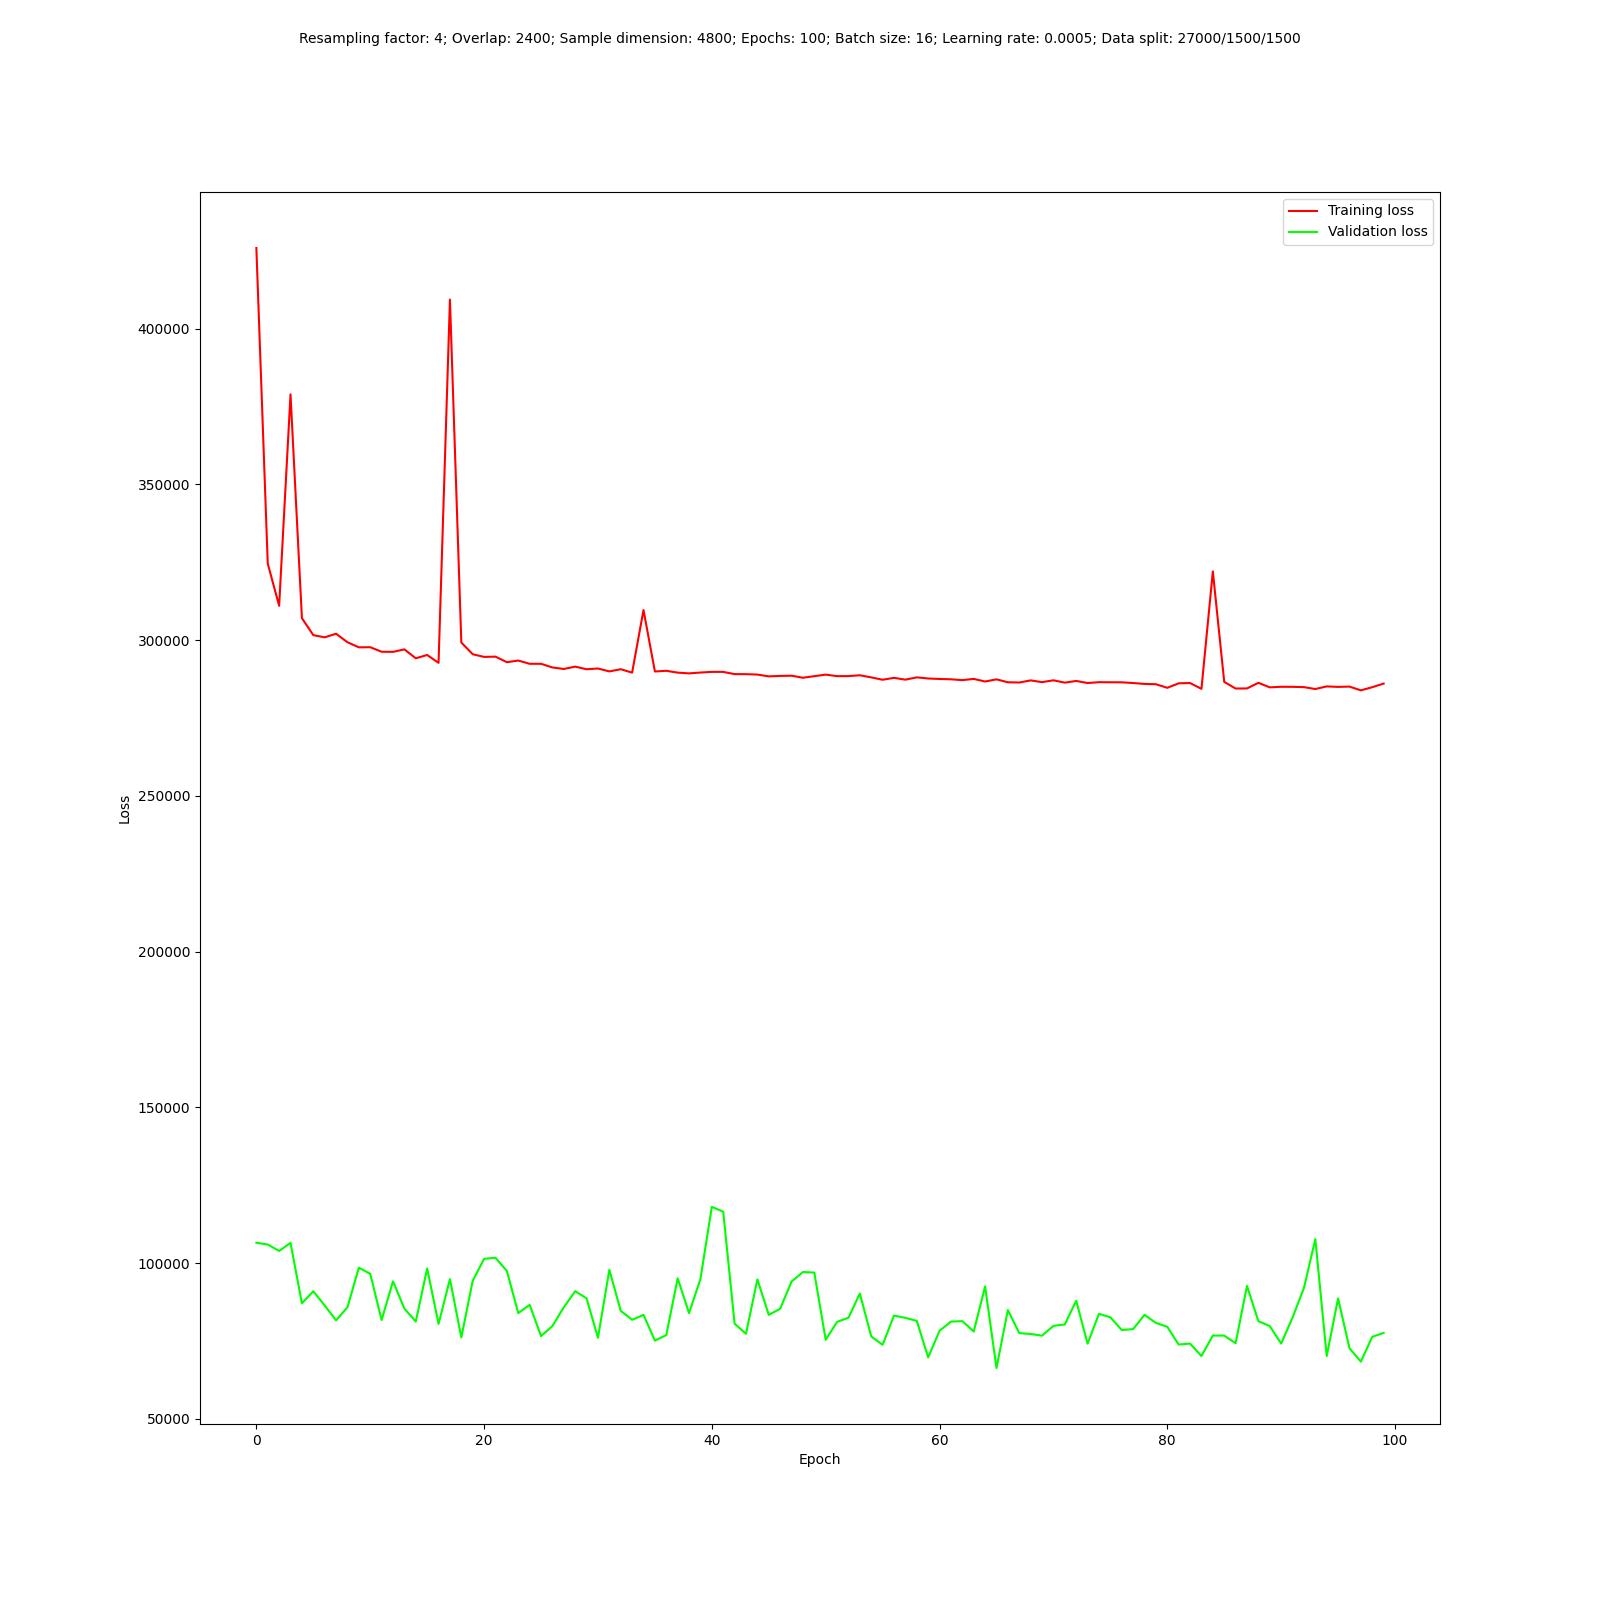 Resampling factor: 4; Overlap: 2400; Sample dimension: 4800; Epochs: 100; Batch size: 16; Learning rate: 0.0005; Data split: 27000/1500/1500
Training loss
Validation loss
400000
350000
300000
250000
200000
150000
100000
50000
Loss
0 20 40 60 80 100
Epoch